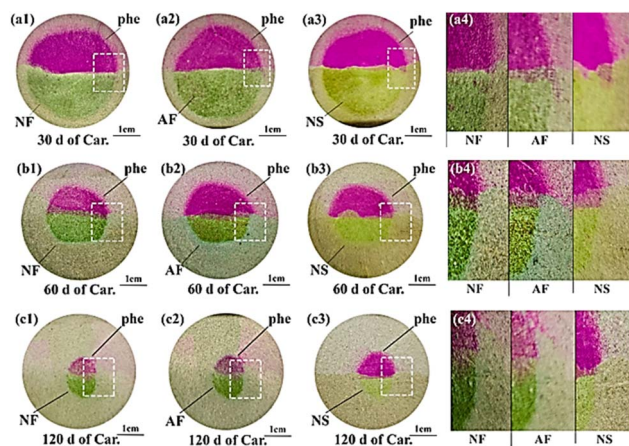 (a1) phe (a2) phe (a3) phe (a4)
NF AF NS
30 d of Car. 1cm 30 d of Car. 1cm 30 d of Car. 1cm NF AF NS
(b1) phe (b2) phe (b3) phe (b4)
NF AF NS
60 d of Car. 1cm 60 d of Car. 1cm 60 d of Car. 1cm NF AF NS
(c1) phe (c2) phe (c3) phe (c4)
NF AF NS
120 d of Car. 1cm 120 d of Car. 1cm 120 d of Car. 1cm NF AF NS